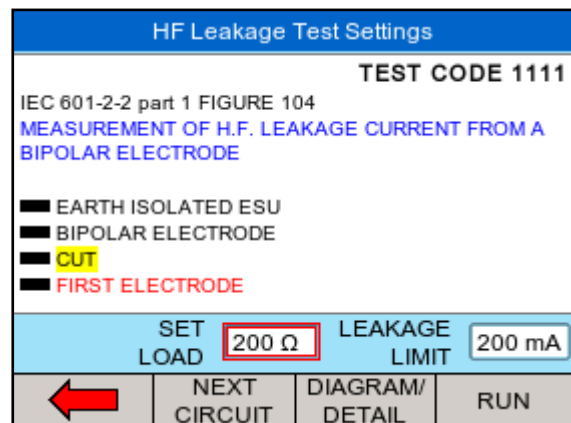 HF Leakage Test Settings
TEST CODE 1111
IEC 601-2-2 part 1 FIGURE 104
MEASUREMENT OF H.F. LEAKAGE CURRENT FROM A
BIPOLAR ELECTRODE
EARTH ISOLATED ESU
BIPOLAR ELECTRODE
CUT
FIRST ELECTRODE
SET LOAD
200 Ω
LEAKAGE LIMIT
200 mA
NEXT CIRCUIT
DIAGRAM/ DETAIL
RUN